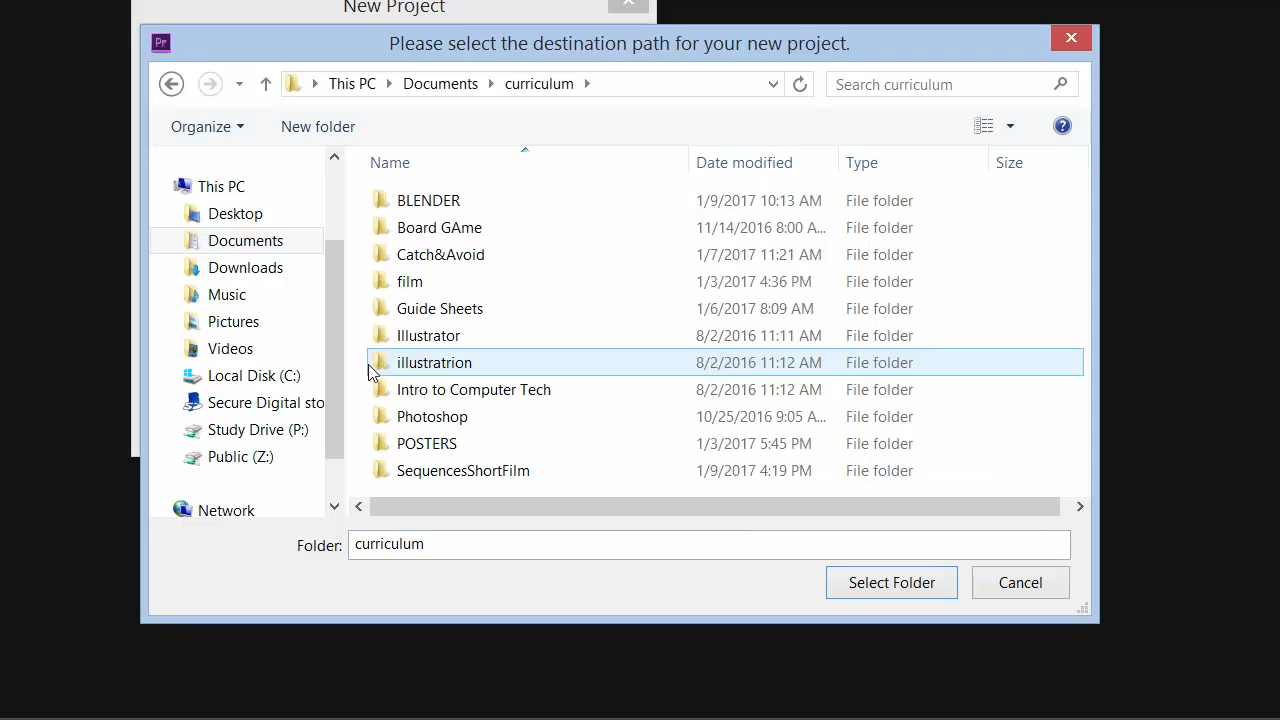 New Project
Pr Please select the destination path for your new project.
This PC Documents curriculum Search curriculum
Organize New folder
Name Date modified Type Size
This PC
Desktop
Documents
Downloads
Music
Pictures
Videos
Local Disk (C:)
Secure Digital sto
Study Drive (P:)
Public (Z:)
Network
BLENDER 1/9/2017 10:13 AM File folder
Board GAme 11/14/2016 8:00 A... File folder
Catch&Avoid 1/7/2017 11:21 AM File folder
film 1/3/2017 4:36 PM File folder
Guide Sheets 1/6/2017 8:09 AM File folder
Illustrator 8/2/2016 11:11 AM File folder
illustratrion 8/2/2016 11:12 AM File folder
Intro to Computer Tech 8/2/2016 11:12 AM File folder
Photoshop 10/25/2016 9:05 A... File folder
POSTERS 1/3/2017 5:45 PM File folder
SequencesShortFilm 1/9/2017 4:19 PM File folder
Folder: curriculum
Select Folder Cancel